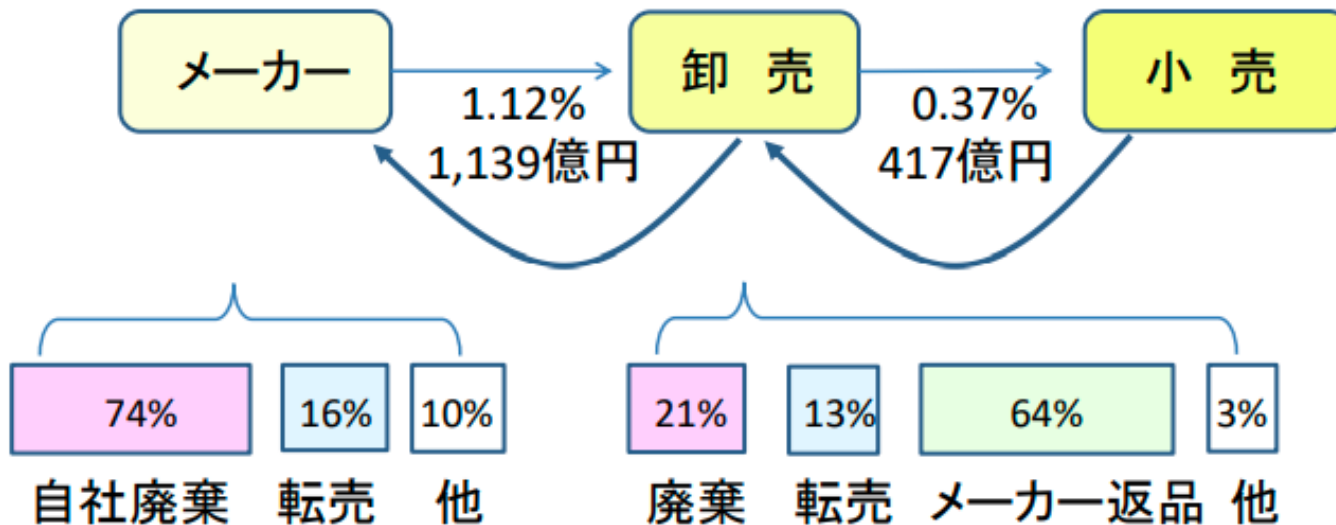 メーカー
卸 売
小 売
1.12%
1,139億円
0.37%
417億円
74%
16%
10%
21%
13%
64%
3%
自社廃棄 転売 他
廃棄 転売 メーカー返品 他